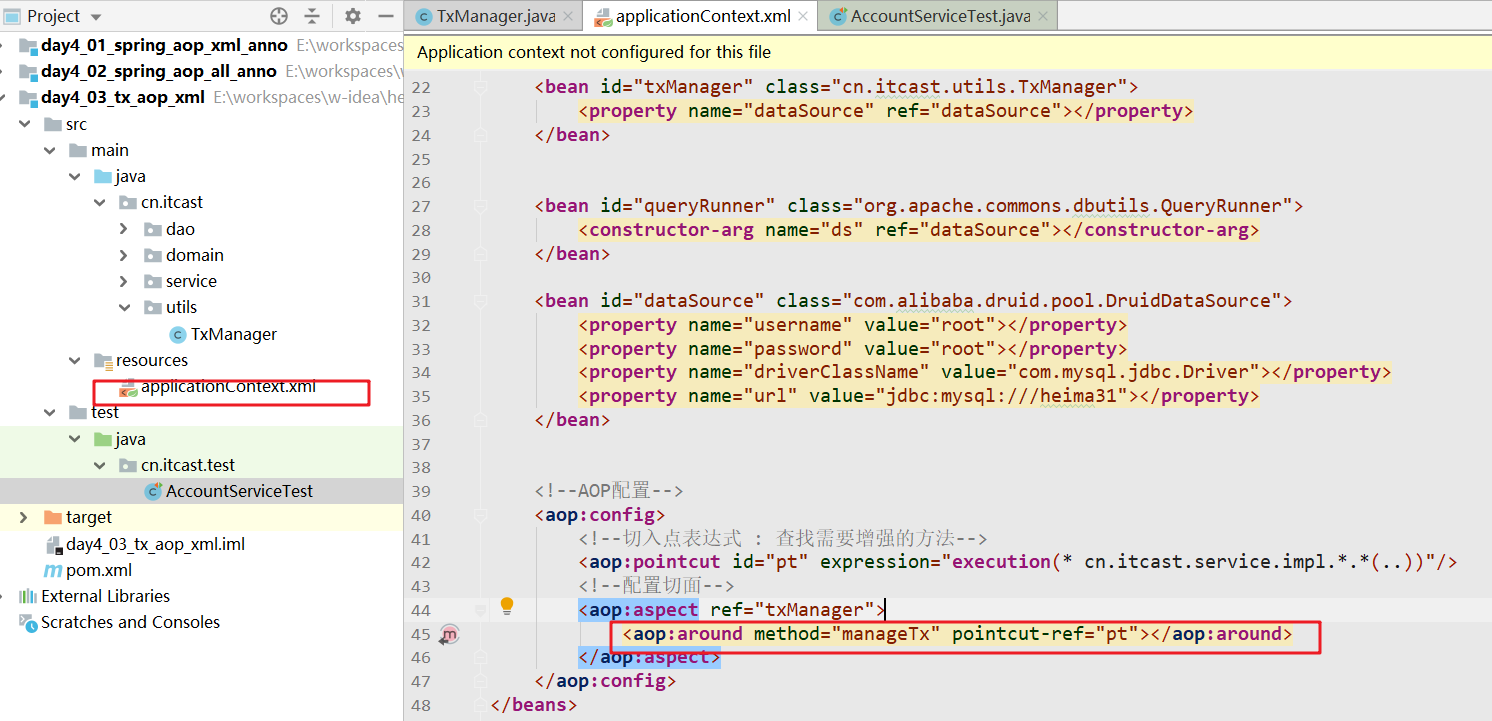 Project
TxManager.java
applicationContext.xml
AccountServiceTest.java
day4_01_spring_aop_xml_anno E:\workspaces
day4_02_spring_aop_all_anno E:\workspaces\
day4_03_tx_aop_xml E:\workspaces\w-idea\he
src
main
java
cn.itcast
dao
domain
service
utils
TxManager
resources
applicationContext.xml
test
java
cn.itcast.test
AccountServiceTest
target
day4_03_tx_aop_xml.iml
pom.xml
External Libraries
Scratches and Consoles
Application context not configured for this file
22 <bean id="txManager" class="cn.itcast.utils.TxManager">
23 <property name="dataSource" ref="dataSource"></property>
24 </bean>
25
26
27 <bean id="queryRunner" class="org.apache.commons.dbutils.QueryRunner">
28 <constructor-arg name="ds" ref="dataSource"></constructor-arg>
29 </bean>
30
31 <bean id="dataSource" class="com.alibaba.druid.pool.DruidDataSource">
32 <property name="username" value="root"></property>
33 <property name="password" value="root"></property>
34 <property name="driverClassName" value="com.mysql.jdbc.Driver"></property>
35 <property name="url" value="jdbc:mysql:///heima31"></property>
36 </bean>
37
38
39 <!--AOP配置-->
40 <aop:config>
41 <!--切入点表达式 : 查找需要增强的方法-->
42 <aop:pointcut id="pt" expression="execution(* cn.itcast.service.impl.*.*(..))"/>
43 <!--配置切面-->
44 <aop:aspect ref="txManager">
45 <aop:around method="manageTx" pointcut-ref="pt"></aop:around>
46 </aop:aspect>
47 </aop:config>
48 </beans>